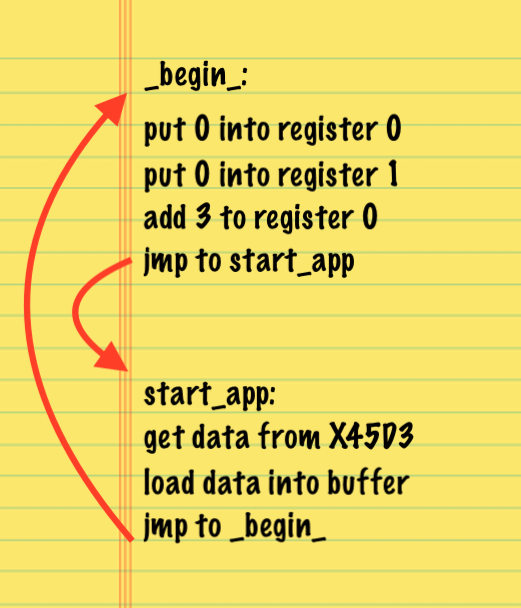 _begin_:
put 0 into register 0
put 0 into register 1
add 3 to register 0
jmp to start_app
start_app:
get data from X45D3
load data into buffer
jmp to _begin_